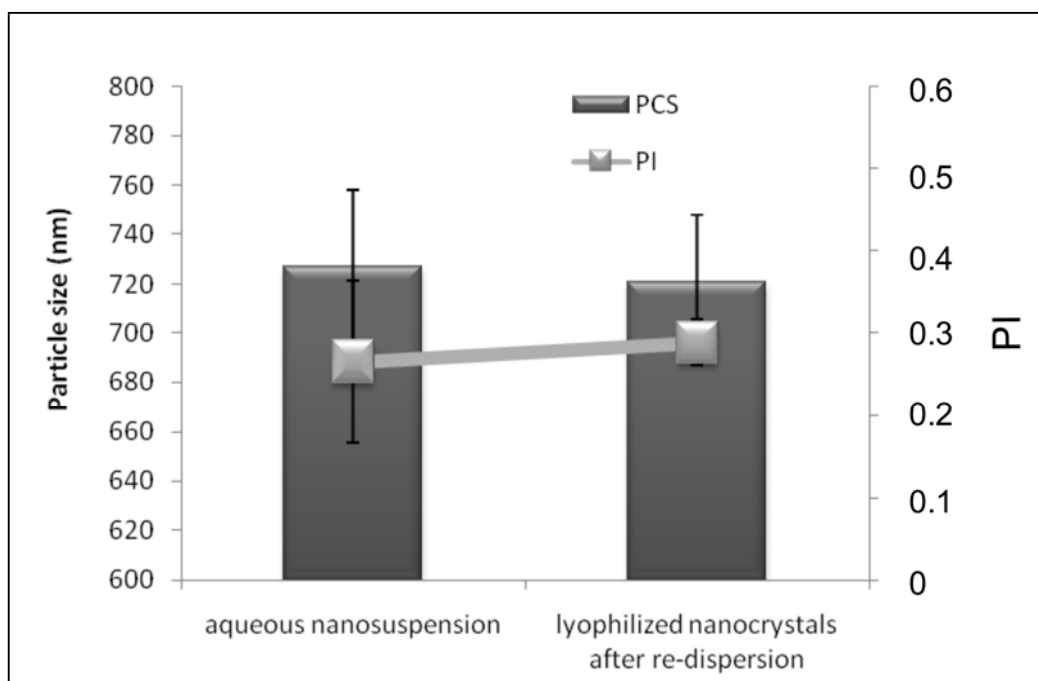 800
780
760
740
720
700
680
660
640
620
600
Particle size (nm)
PCS
PI
0.6
0.5
0.4
0.3
0.2
0.1
0
PI
aqueous nanosuspension
lyophilized nanocrystals
after re-dispersion